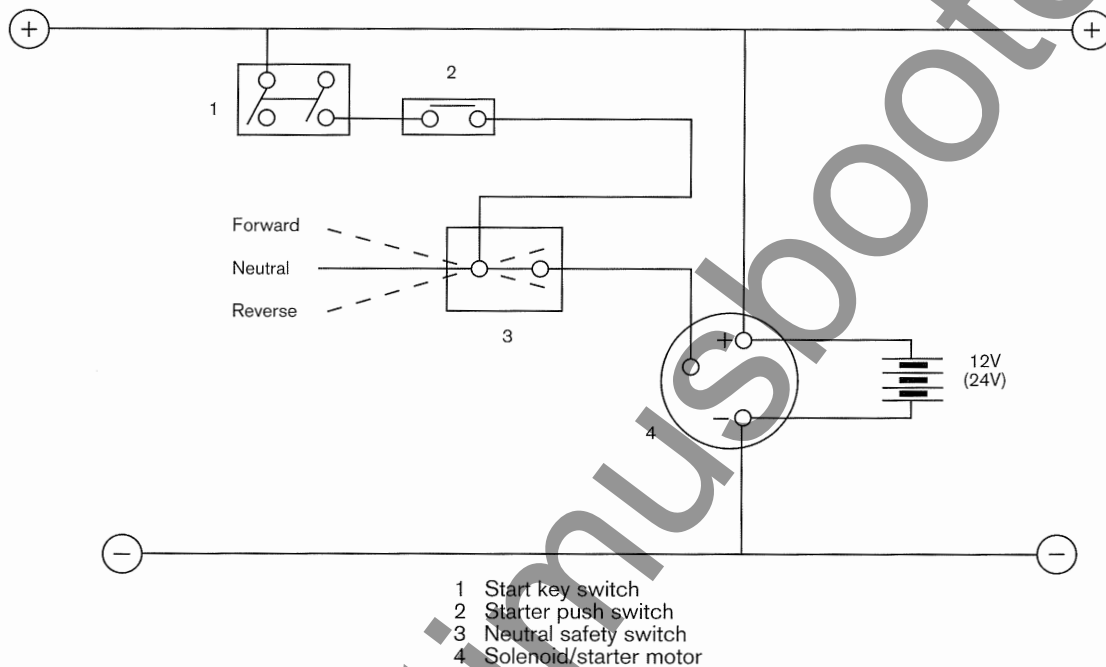 + +
2
1
Forward
Neutral
Reverse
3
+
12V
(24V)
−
4
− −
1 Start key switch
2 Starter push switch
3 Neutral safety switch
4 Solenoid/starter motor